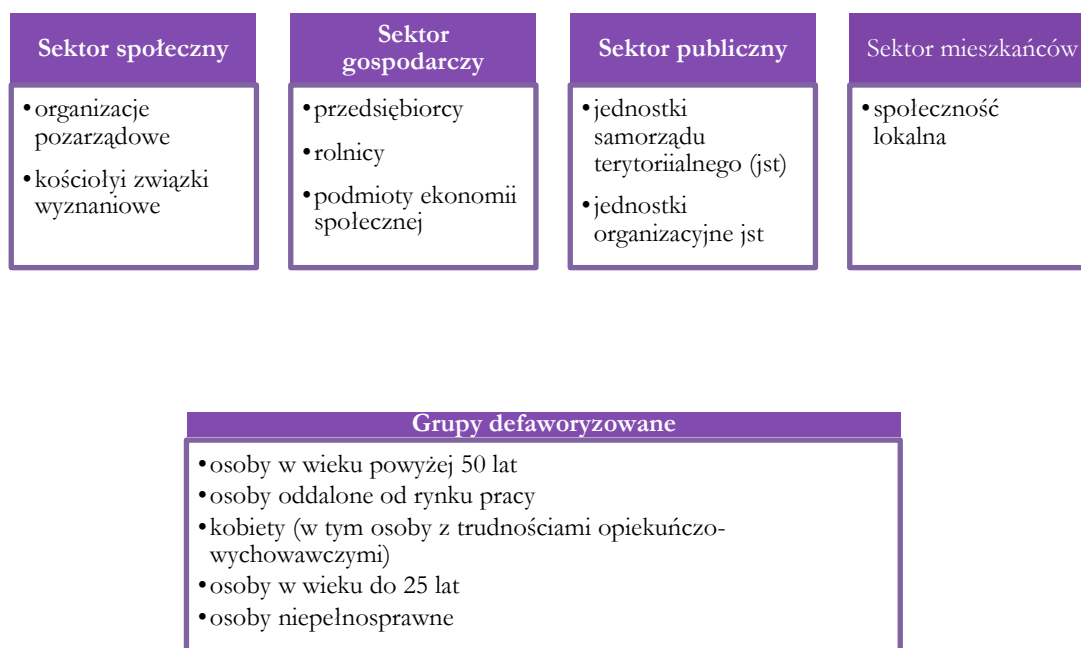 Sektor społeczny
•organizacje
pozarządowe
•kościołyi związki
wyznaniowe
Sektor
gospodarczy
•przedsiębiorcy
•rolnicy
•podmioty ekonomii
społecznej
Sektor publiczny
•jednostki
samorządu
terytoriialnego (jst)
•jednostki
organizacyjne jst
Sektor mieszkańców
•społeczność
lokalna
Grupy defaworyzowane
•osoby w wieku powyżej 50 lat
•osoby oddalone od rynku pracy
•kobiety (w tym osoby z trudnościami opiekuńczo-
wychowawczymi)
•osoby w wieku do 25 lat
•osoby niepełnosprawne